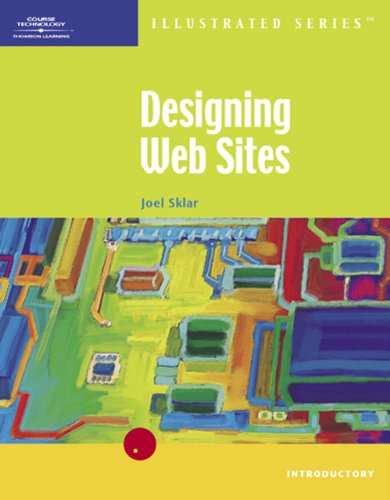 COURSE
TECHNOLOGY
THOMSON LEARNING
ILLUSTRATED SERIES™
Designing
Web Sites
Joel Sklar
INTRODUCTORY